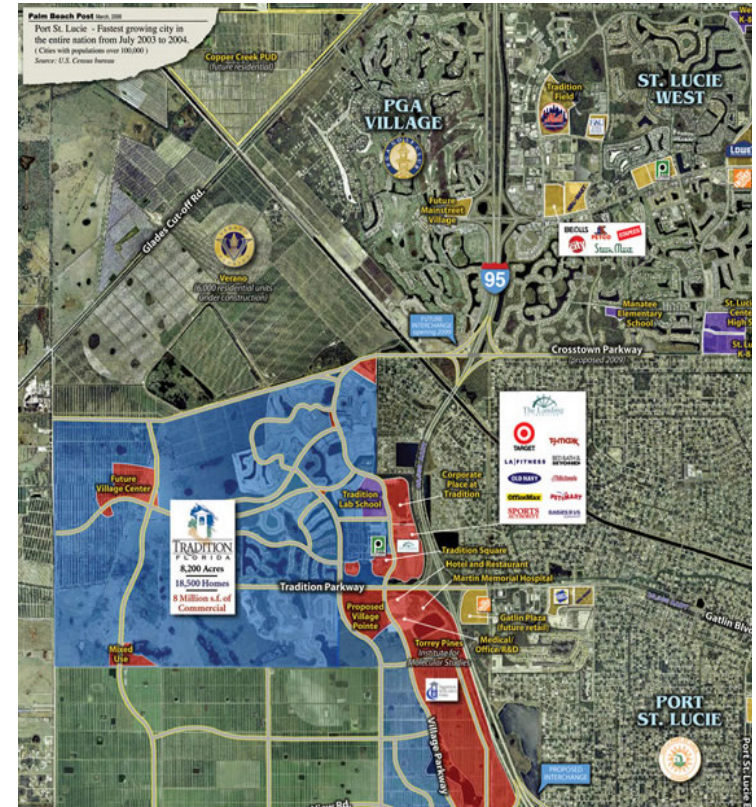 Palm Beach Post March, 2006
Port St. Lucie - Fastest growing city in
the entire nation from July 2003 to 2004.
( Cities with populations over 100,000 )
Source: U.S. Census bureau
Copper Creek PUD
(future residential)
PGA
VILLAGE
Tradition
Field
Mets
ST. LUCIE
WEST
LOWE'S
Glades Cut-off Rd.
Future
Mainstreet
Village
BEALLS
PETCO
STAPLES
Stein Mart
Verano
(6,000 residential units
under construction)
95
Manatee
Elementary
School
FUTURE
INTERCHANGE
opening 2009
Crosstown Parkway
(proposed 2009)
The Landing
TARGET
T.J.maxx
LA FITNESS
BED BATH &
BEYOND
OLD NAVY
Michaels
OfficeMax
PETSMART
SPORTS
AUTHORITY
BABIES R US
Future
Village Center
Tradition
Lab School
Corporate
Place at
Tradition
TRADITION
FLORIDA
8,200 Acres
18,500 Homes
8 Million s.f. of
Commercial
Tradition Square
Hotel and Restaurant
Martin Memorial Hospital
Tradition Parkway
Proposed
Village
Pointe
Gatlin Plaza
(future retail)
Medical/
Office/R&D
Torrey Pines
Institute for
Molecular Studies
Mixed
Use
Village Parkway
PORT
ST. LUCIE
PROPOSED
INTERCHANGE